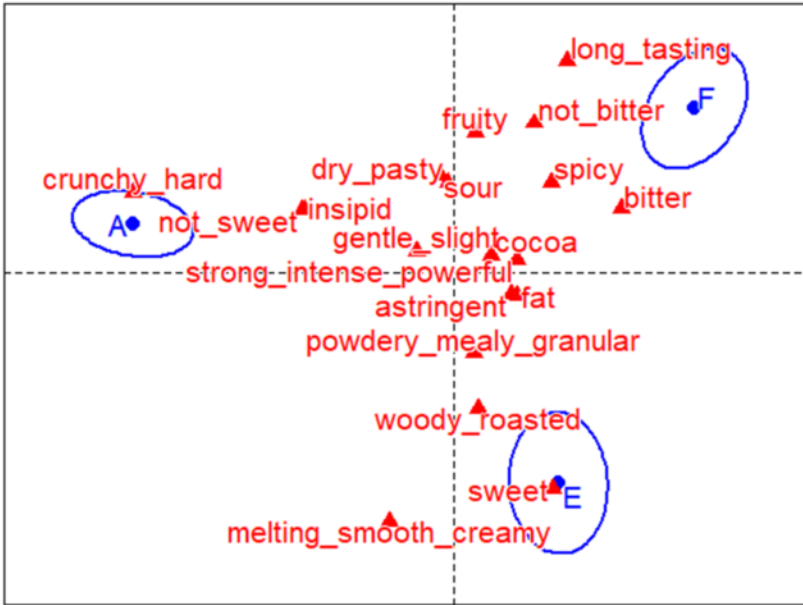 long_tasting
F
not_bitter
fruity
dry_pasty
spicy
crunchy_hard
sour
bitter
insipid
A
not_sweet
gentle_slight
cocoa
strong_intense_powerful
fat
astringent
powdery_mealy_granular
woody_roasted
sweet
E
melting_smooth_creamy